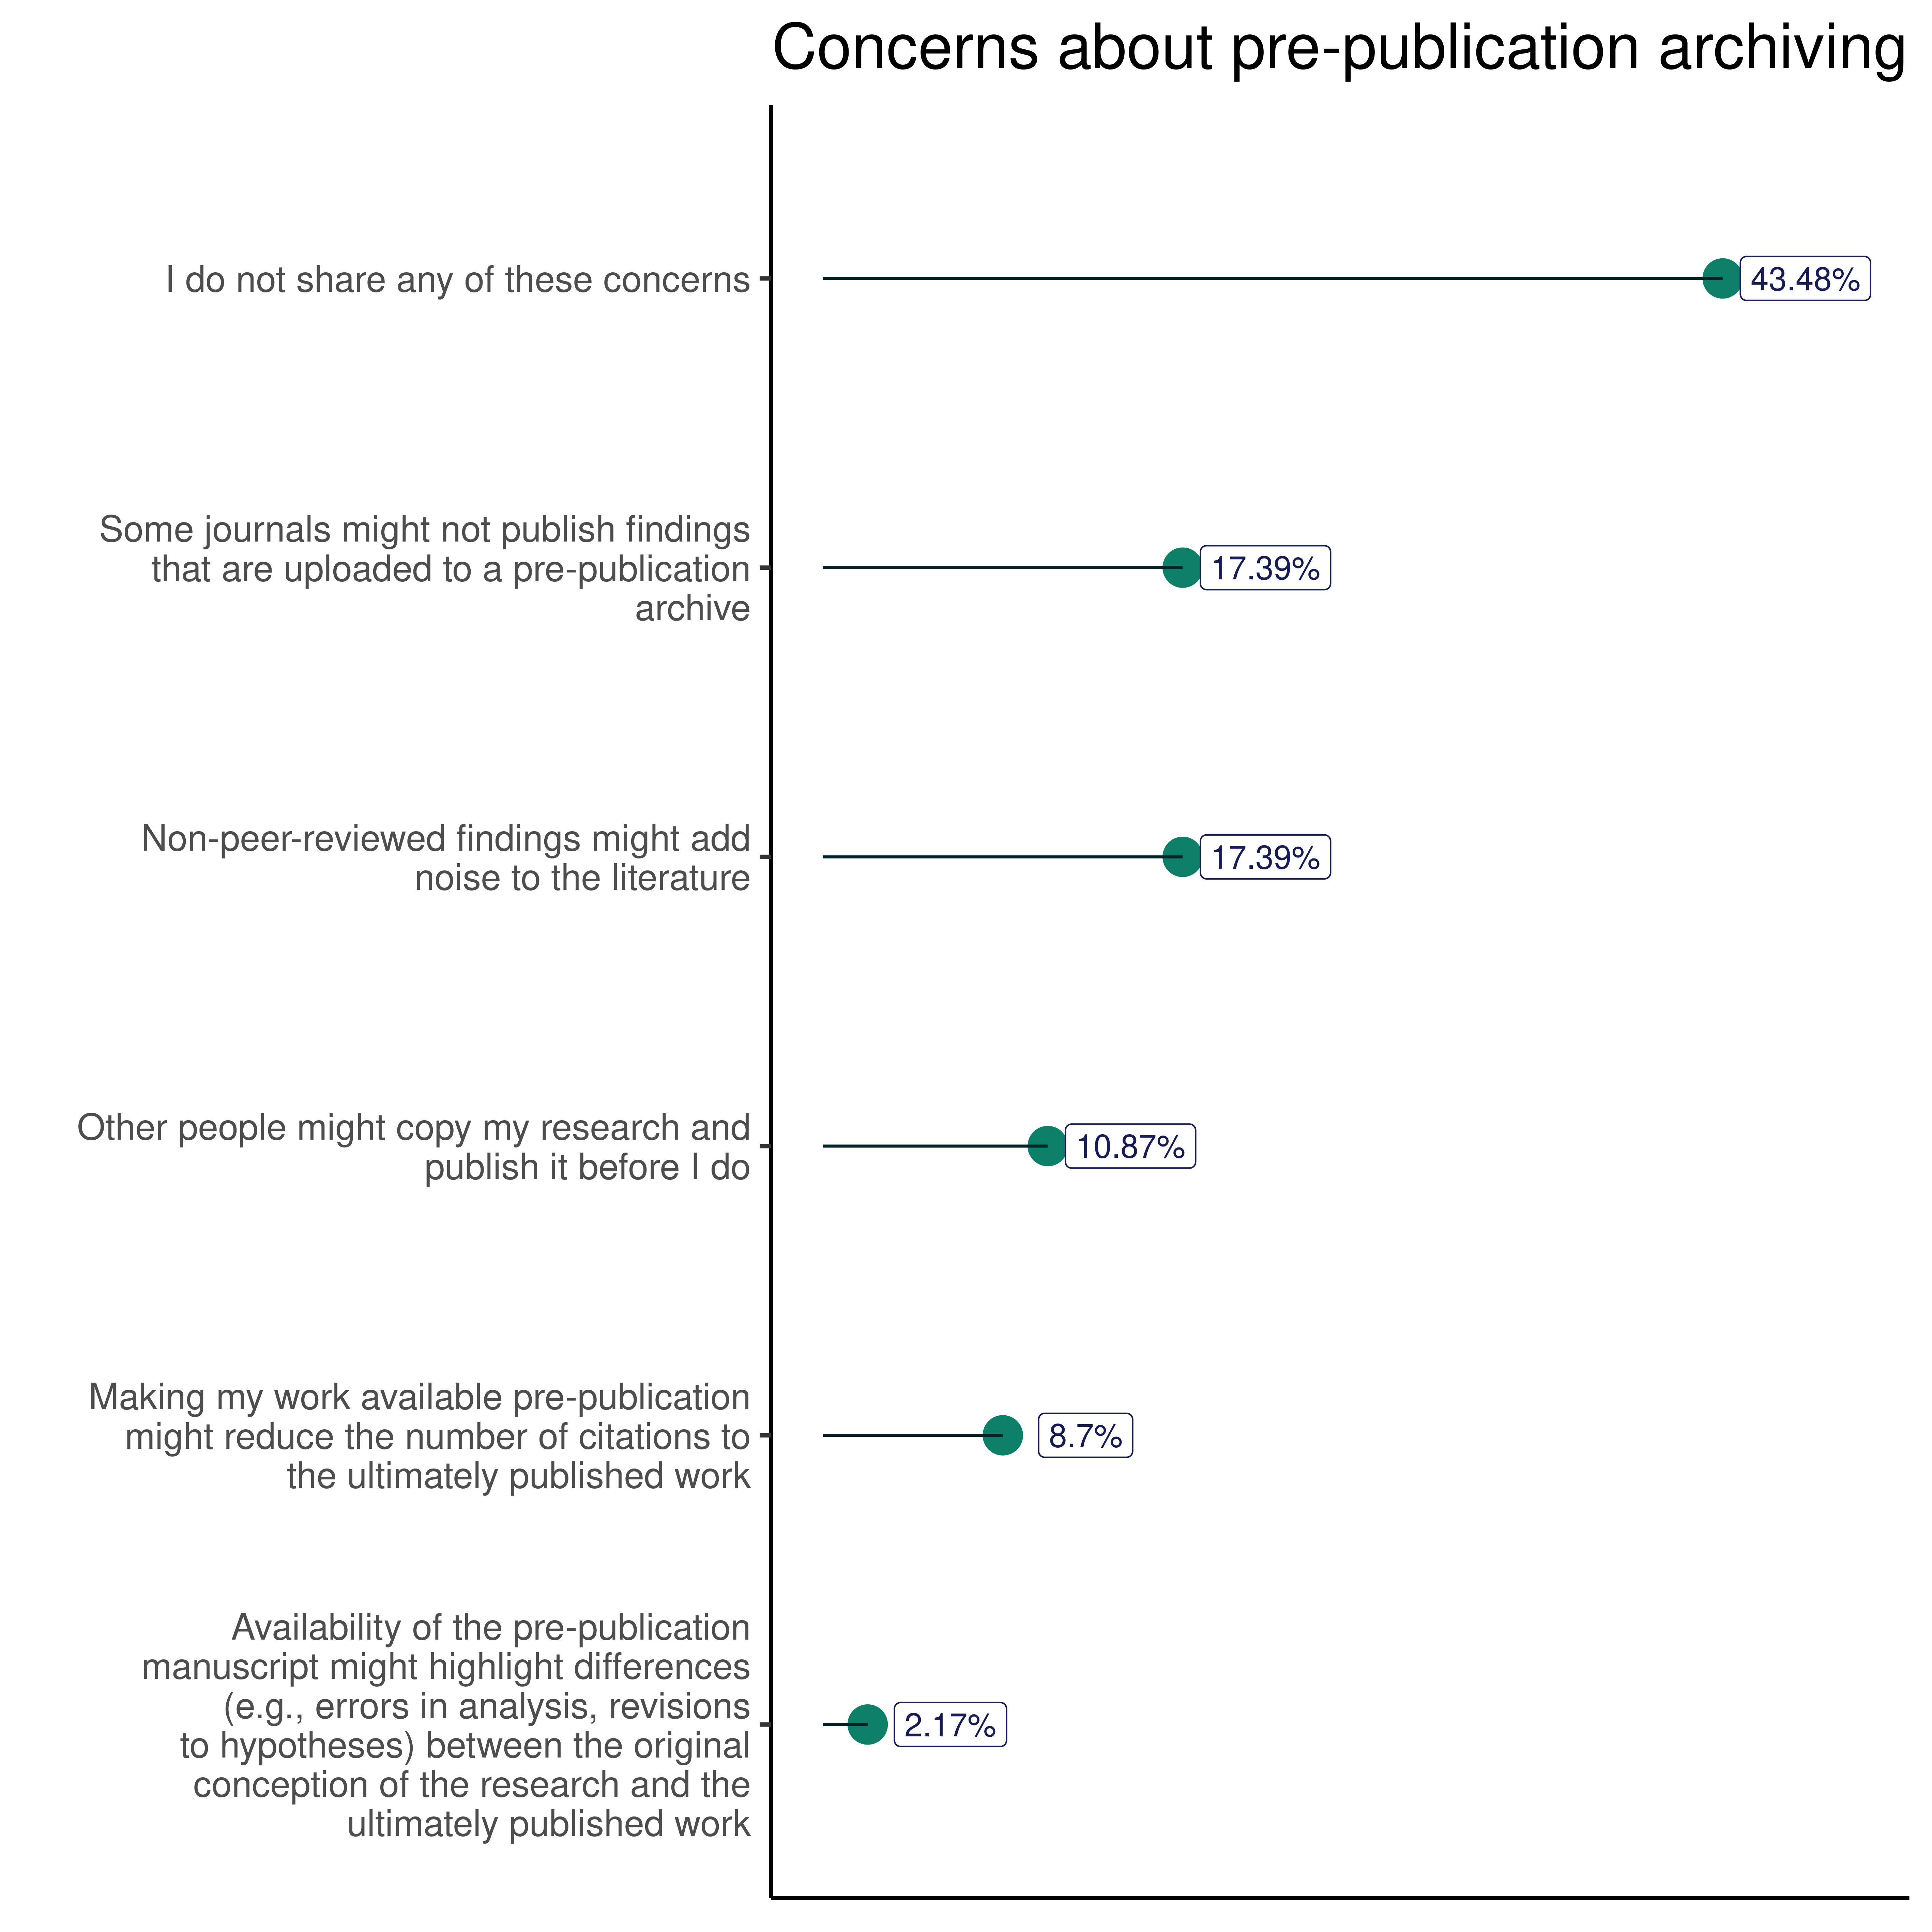 Concerns about pre-publication archiving
I do not share any of these concerns
43.48%
Some journals might not publish findings
that are uploaded to a pre-publication
archive
17.39%
Non-peer-reviewed findings might add
noise to the literature
17.39%
Other people might copy my research and
publish it before I do
10.87%
Making my work available pre-publication
might reduce the number of citations to
the ultimately published work
8.7%
Availability of the pre-publication
manuscript might highlight differences
(e.g., errors in analysis, revisions
to hypotheses) between the original
conception of the research and the
ultimately published work
2.17%